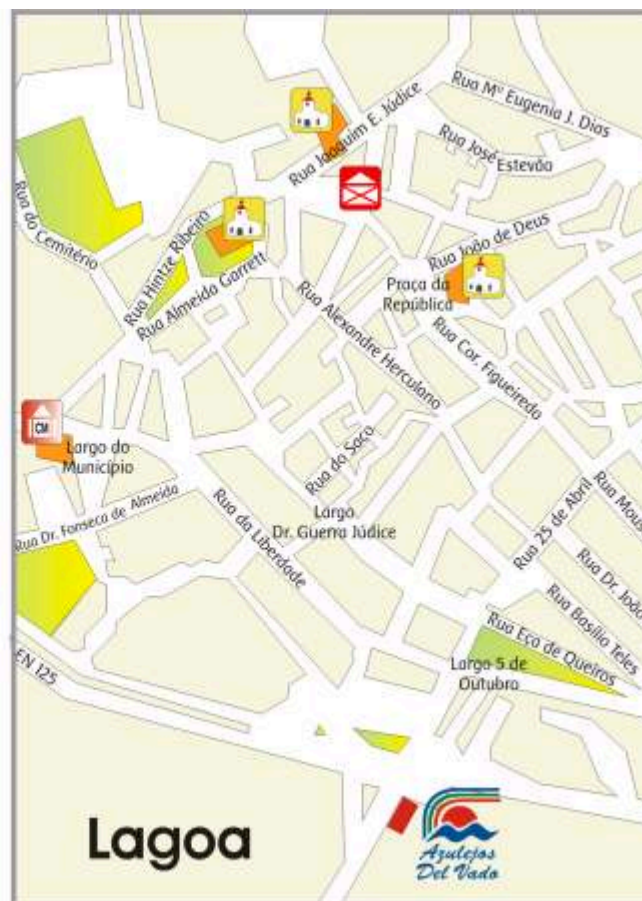 Rua Mª Eugenia J. Dias
Rua Joaquim E. Júdice
Rua José
Estevão
Rua do Cemitério
Rua Hintze Ribeiro
Rua Almeida Garrett
Rua João de Deus
Praça da
República
Rua Alexandre Herculano
Rua Cor. Figueiredo
CM
Largo do
Município
Rua do Saco
Rua Dr. Fonseca de Almeida
Largo
Dr. Guerra Júdice
Rua da Liberdade
Rua 25 de Abril
Rua Mous
Rua Dr. João
Rua Basílio Teles
Rua Eça de Queiros
Largo 5 de
Outubro
EN 125
Lagoa
Azulejos
Del Vado